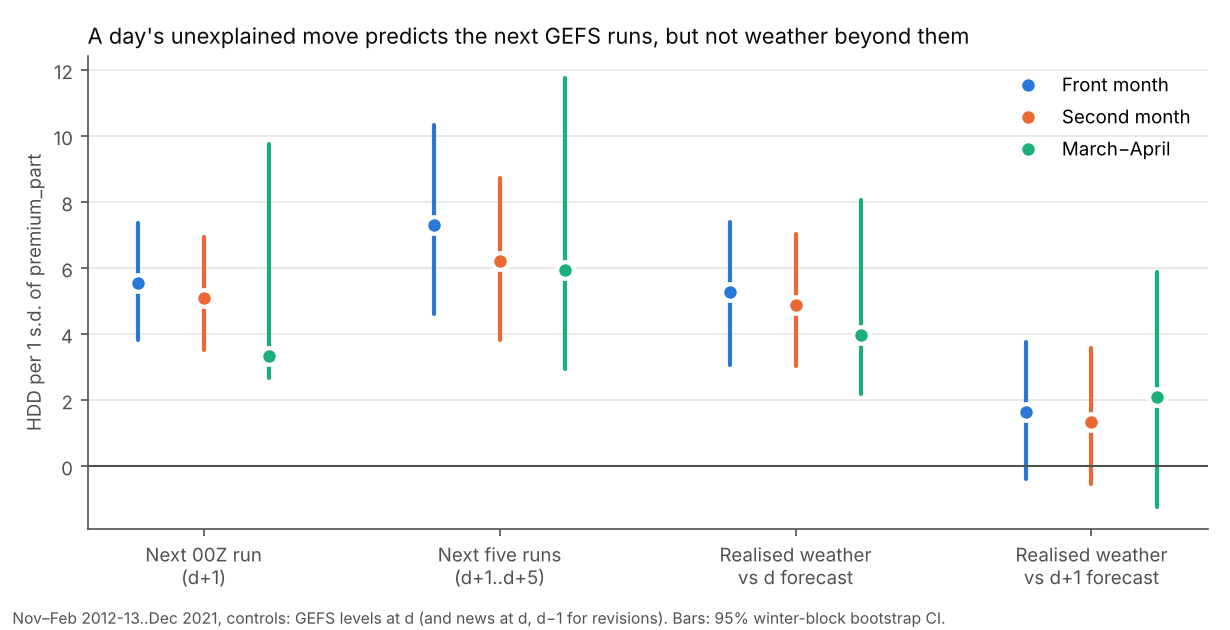 A day's unexplained move predicts the next GEFS runs, but not weather beyond them
12
10
8
6
4
2
0
HDD per 1 s.d. of premium_part
Front month
Second month
March−April
Next 00Z run
(d+1)
Next five runs
(d+1..d+5)
Realised weather
vs d forecast
Realised weather
vs d+1 forecast
Nov–Feb 2012-13..Dec 2021, controls: GEFS levels at d (and news at d, d−1 for revisions). Bars: 95% winter-block bootstrap CI.